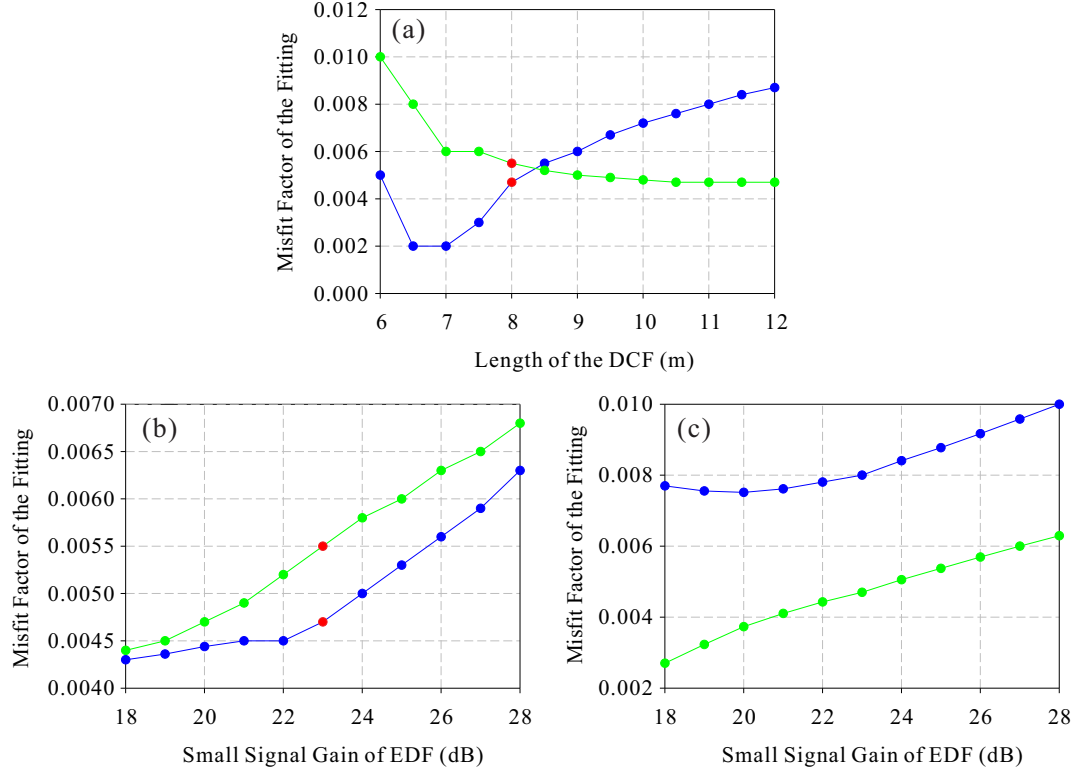 (a)
Misfit Factor of the Fitting
0.012
0.010
0.008
0.006
0.004
0.002
0.000
6 7 8 9 10 11 12
Length of the DCF (m)
(b)
Misfit Factor of the Fitting
0.0070
0.0065
0.0060
0.0055
0.0050
0.0045
0.0040
18 20 22 24 26 28
Small Signal Gain of EDF (dB)
(c)
Misfit Factor of the Fitting
0.010
0.008
0.006
0.004
0.002
18 20 22 24 26 28
Small Signal Gain of EDF (dB)